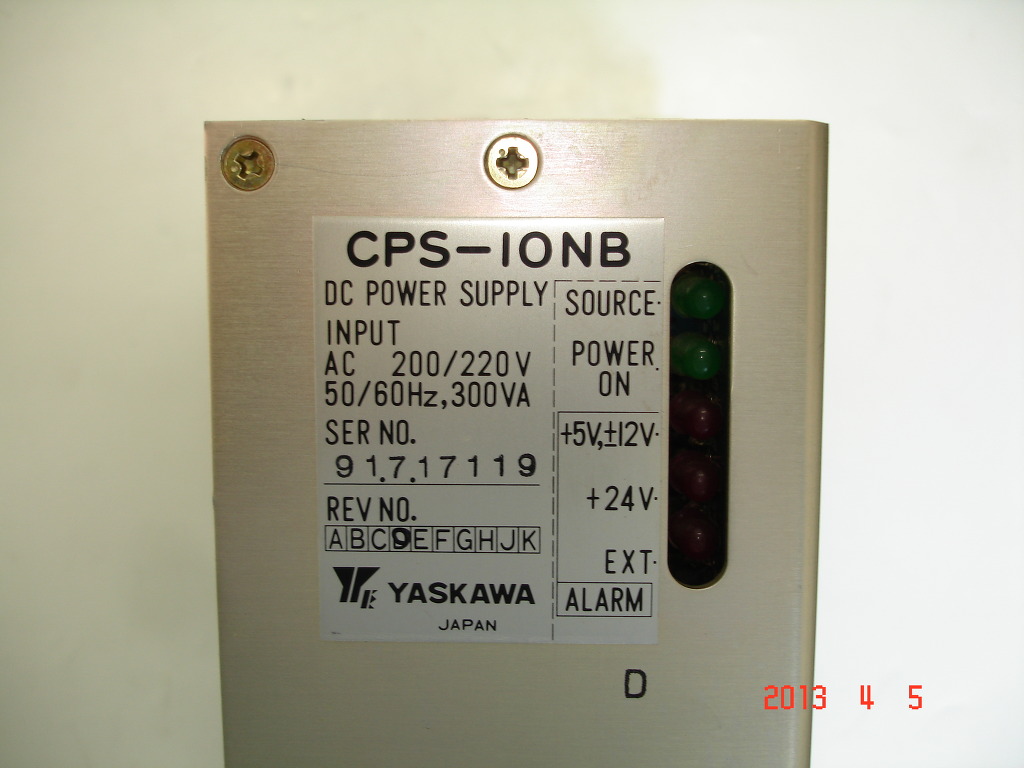 CPS-10NB
DC POWER SUPPLY
INPUT
AC 200/220V
50/60Hz, 300VA
SER NO.
91.7.17119
REV NO.
ABCDEFGHJK
YASKAWA
JAPAN
SOURCE
POWER
ON
+5V,±12V
+24V
EXT
ALARM
D
2013 4 5